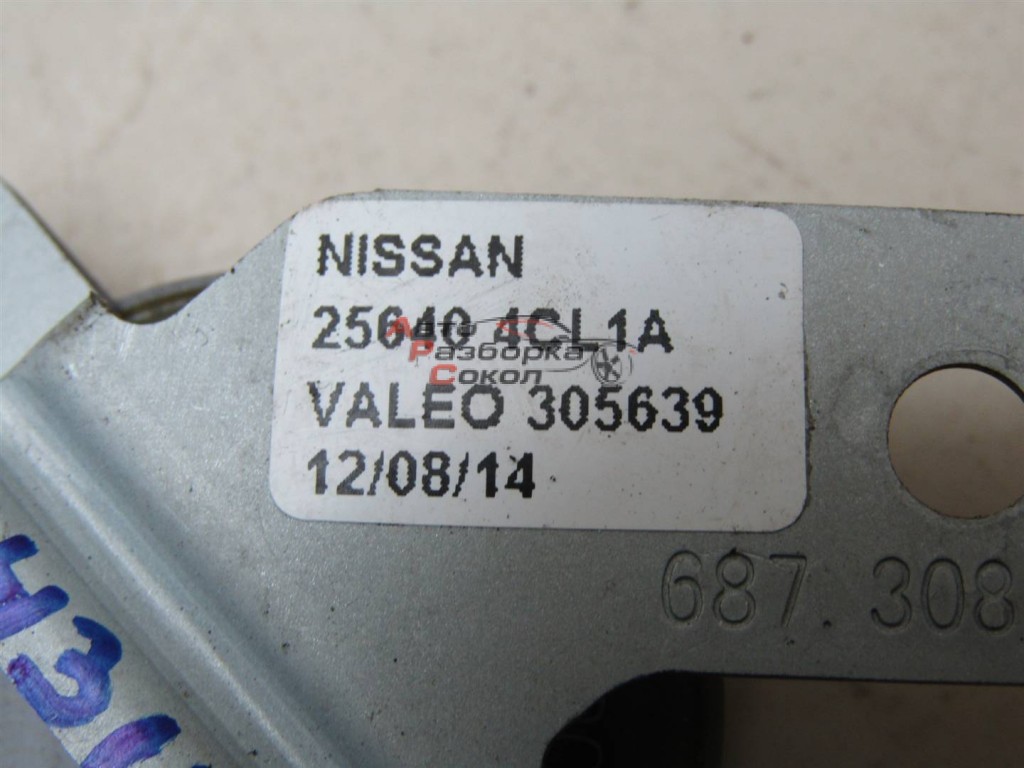 NISSAN
25640 4CL1A
Авто
Разборка
Сокол
VALEO 305639
12/08/14
687.308